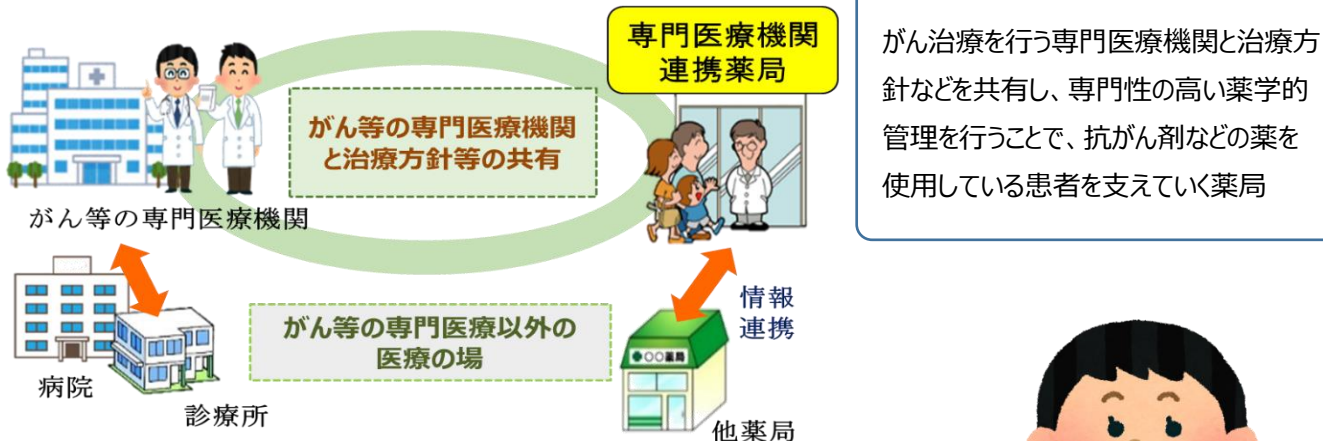 専門医療機関
連携薬局
がん治療を行う専門医療機関と治療方
針などを共有し、専門性の高い薬学的
管理を行うことで、抗がん剤などの薬を
使用している患者を支えていく薬局
がん等の専門医療機関
と治療方針等の共有
がん等の専門医療機関
情報
連携
がん等の専門医療以外の
医療の場
〇〇薬局
病院
診療所
他薬局